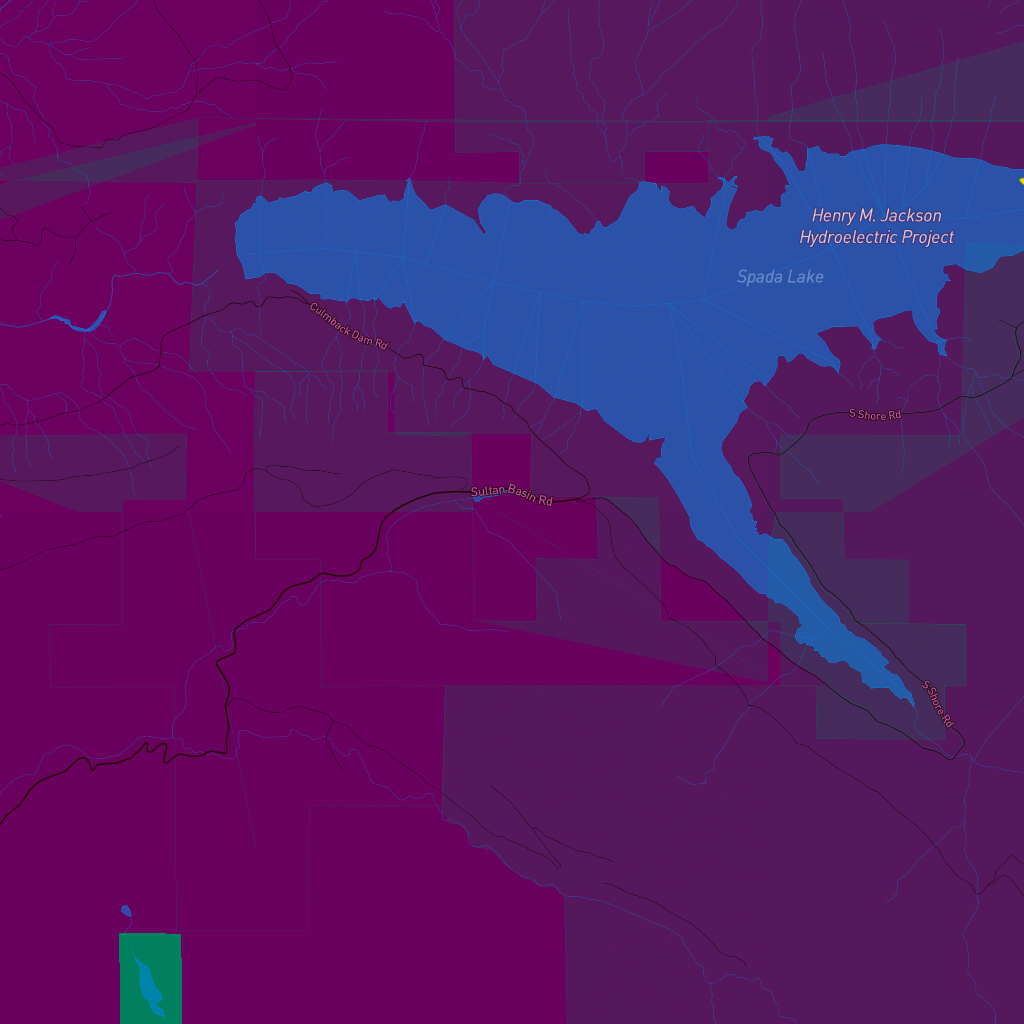 Henry M. Jackson
Hydroelectric Project
Spada Lake
Culmback Dam Rd
S Shore Rd
Sultan Basin Rd
S Shore Rd